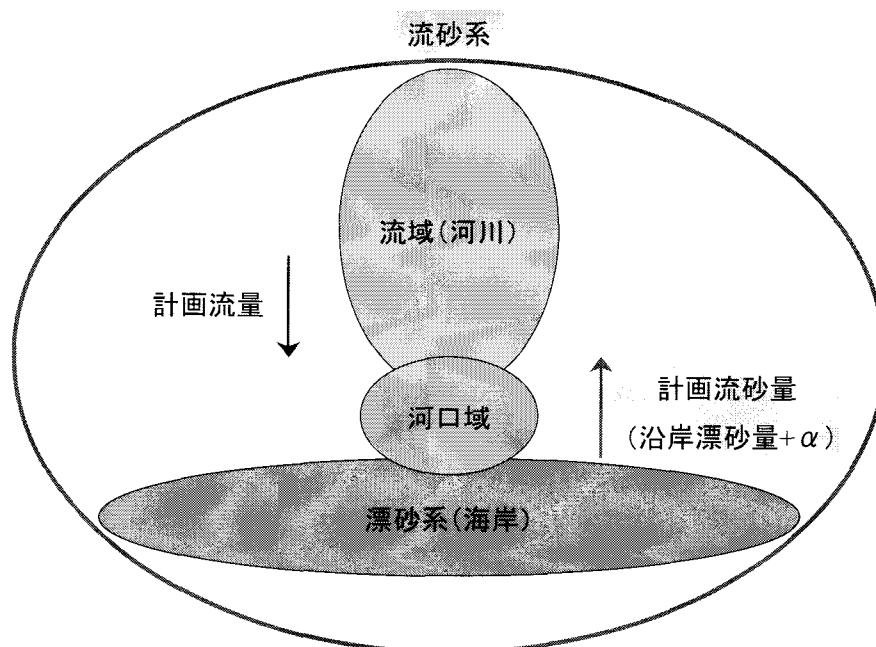 流砂系
流域(河川)
計画流量
河口域
計画流砂量
(沿岸漂砂量+α)
漂砂系(海岸)